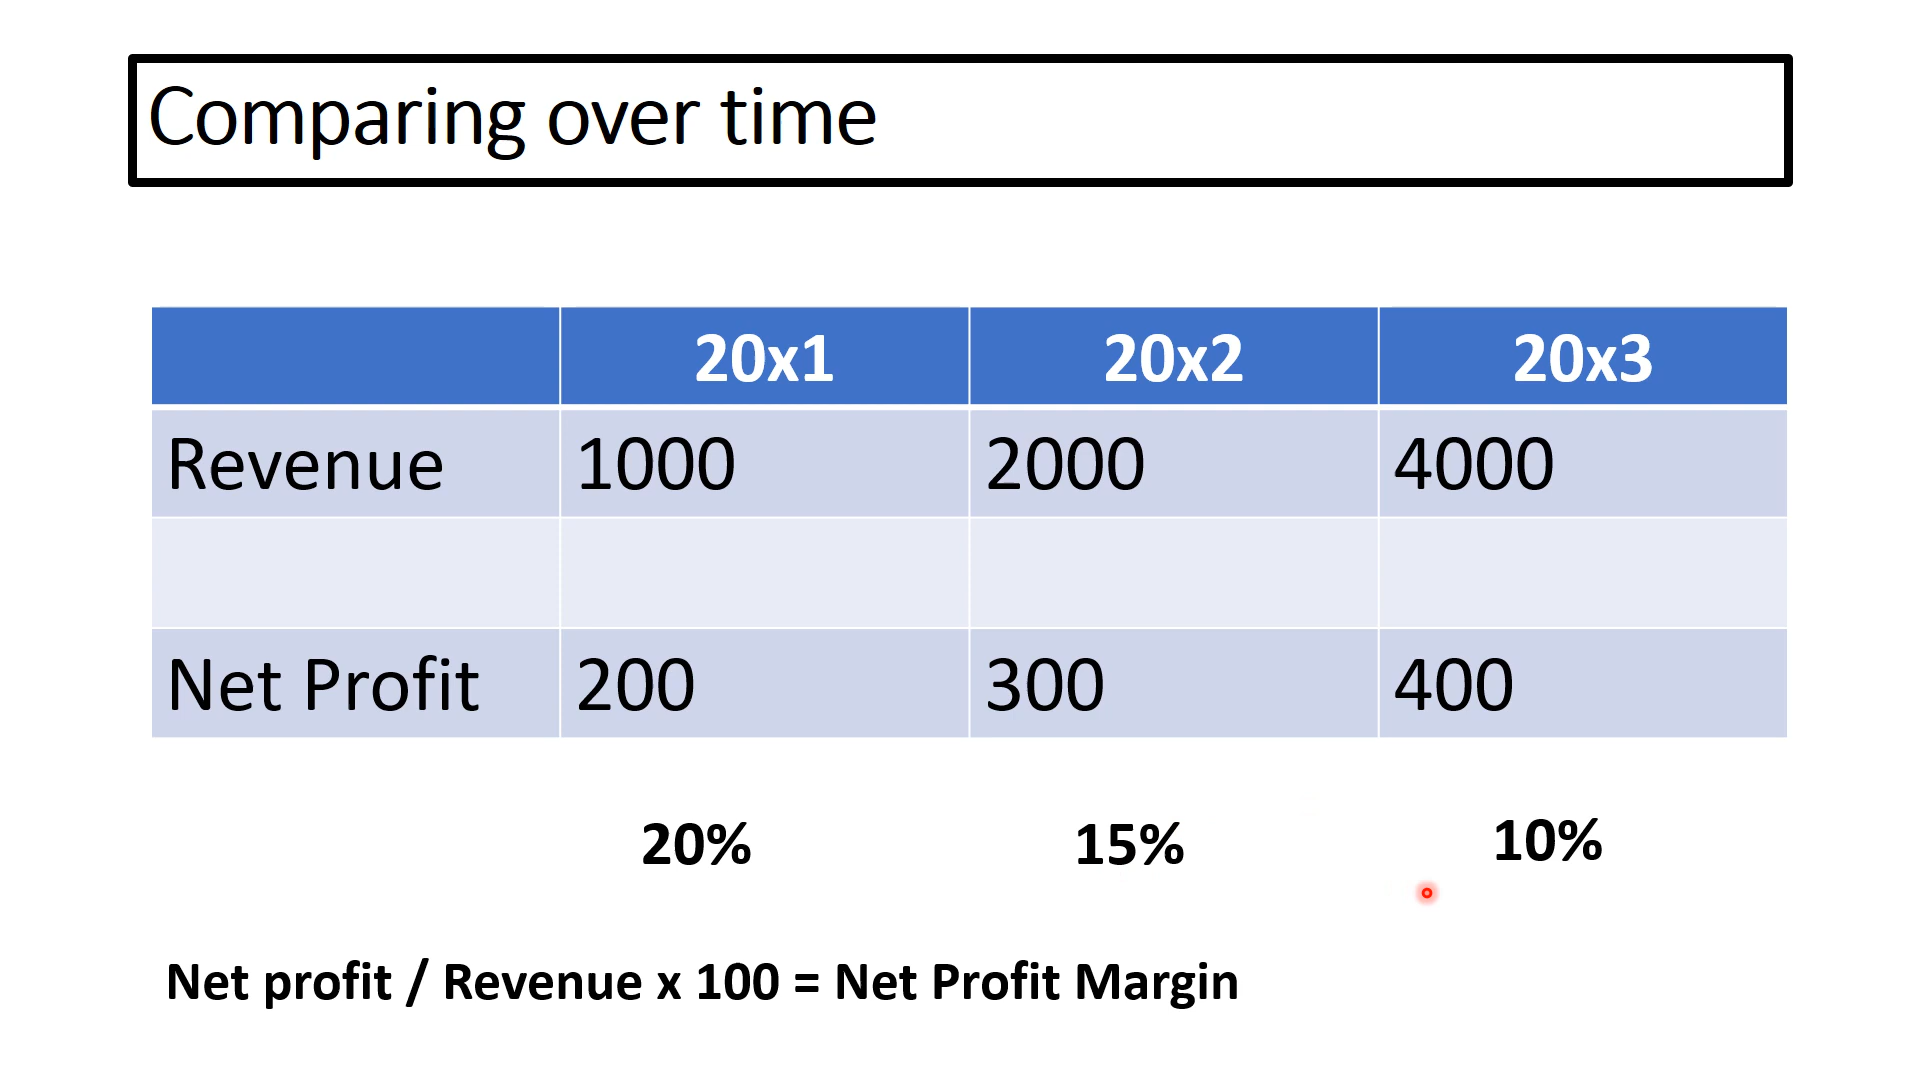 Comparing over time
20x1 20x2 20x3
Revenue 1000 2000 4000
Net Profit 200 300 400
20% 15% 10%
Net profit / Revenue x 100 = Net Profit Margin